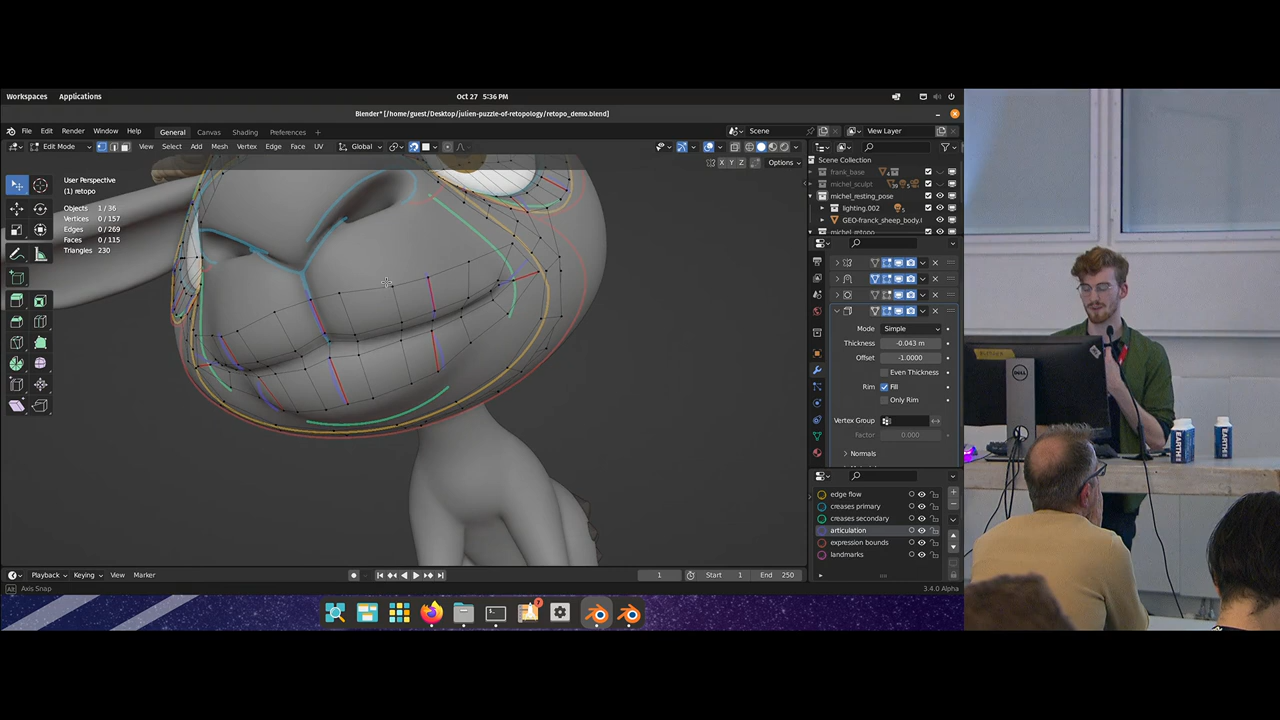 Workspaces Applications Oct 27 5:36 PM
Blender* [/home/guest/Desktop/julien-puzzle-of-retopology/retopo_demo.blend]
File Edit Render Window Help General Canvas Shading Preferences + Scene View Layer
Edit Mode View Select Add Mesh Vertex Edge Face UV Global
X Y Z Options
User Perspective
(1) retopo
Objects 1/36
Vertices 0/157
Edges 0/269
Faces 0/115
Triangles 230
Scene Collection
franck_base
michel_sculpt
michel_resting_pose
lighting.002
GEO-franck_sheep_body.l
michel_retopo
Mode Simple
Thickness -0.043 m
Offset -1.0000
Even Thickness
Rim Fill
Only Rim
Vertex Group
Factor 0.000
Normals
edge flow
creases primary
creases secondary
articulation
expression bounds
landmarks
Playback Keying View Marker 1 Start 1 End 250
Axis Snap 3.4.0 Alpha
DELL
EARTH
EARTH